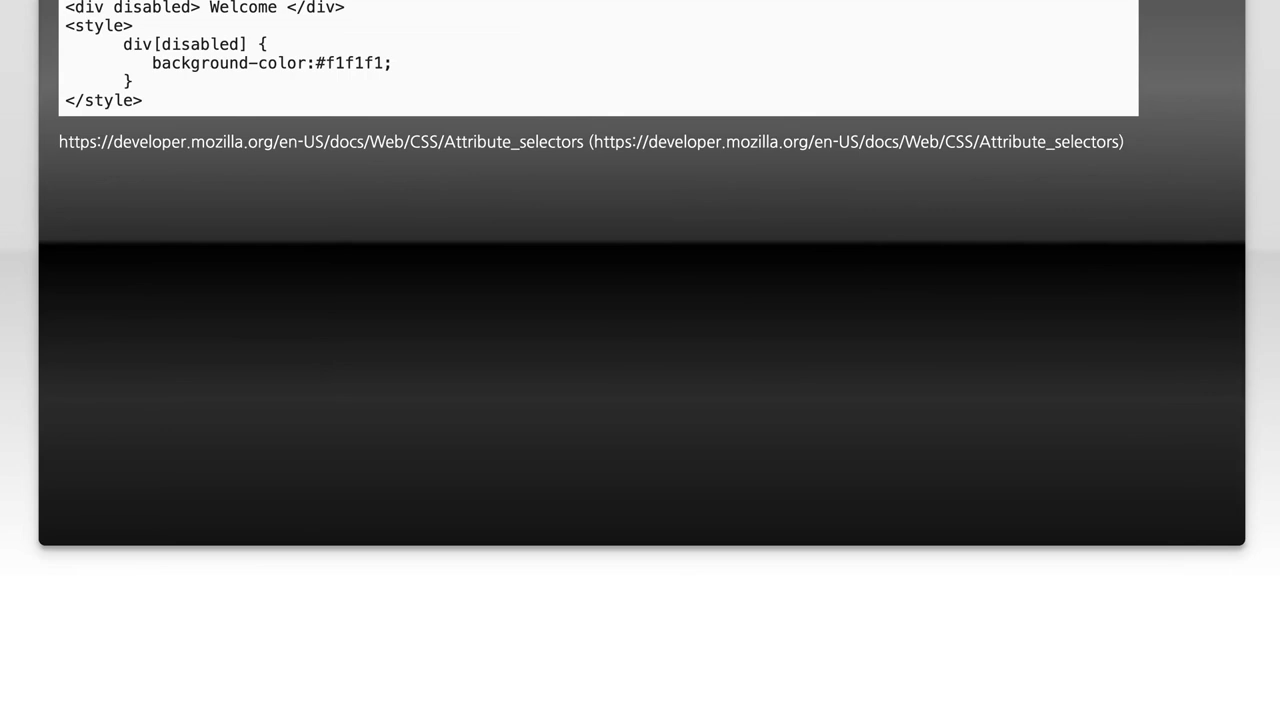 <div disabled> Welcome </div>
<style>
      div[disabled] {
         background-color:#f1f1f1;
      }
</style>
https://developer.mozilla.org/en-US/docs/Web/CSS/Attribute_selectors (https://developer.mozilla.org/en-US/docs/Web/CSS/Attribute_selectors)